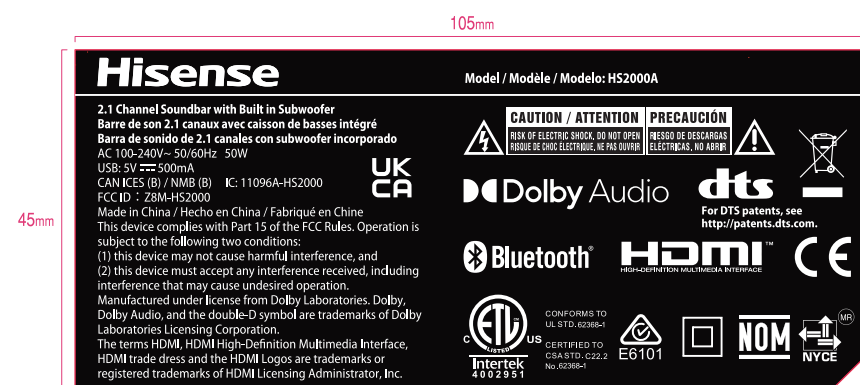 105mm
45mm
Hisense
Model / Modèle / Modelo: HS2000A
2.1 Channel Soundbar with Built in Subwoofer
Barre de son 2.1 canaux avec caisson de basses intégré
Barra de sonido de 2.1 canales con subwoofer incorporado
AC 100-240V~ 50/60Hz 50W
USB: 5V 500mA
CAN ICES (B) / NMB (B) IC: 11096A-HS2000
FCC ID：Z8M-HS2000
Made in China / Hecho en China / Fabriqué en Chine
This device complies with Part 15 of the FCC Rules. Operation is
subject to the following two conditions:
(1) this device may not cause harmful interference, and
(2) this device must accept any interference received, including
interference that may cause undesired operation.
Manufactured under license from Dolby Laboratories. Dolby,
Dolby Audio, and the double-D symbol are trademarks of Dolby
Laboratories Licensing Corporation.
The terms HDMI, HDMI High-Definition Multimedia Interface,
HDMI trade dress and the HDMI Logos are trademarks or
registered trademarks of HDMI Licensing Administrator, Inc.
UK
CA
CAUTION / ATTENTION
RISK OF ELECTRIC SHOCK, DO NOT OPEN
RISQUE DE CHOC ÉLECTRIQUE, NE PAS OUVRIR
PRECAUCIÓN
RIESGO DE DESCARGAS
ELÉCTRICAS, NO ABRIR
Dolby Audio
dts
For DTS patents, see
http://patents.dts.com.
Bluetooth®
HDMI™
HIGH-DEFINITION MULTIMEDIA INTERFACE
CE
C ETL US
LISTED
Intertek
4002951
CONFORMS TO
UL STD. 62368-1
CERTIFIED TO
CSA STD. C22.2
No.62368-1
E6101
NOM
MR
NYCE